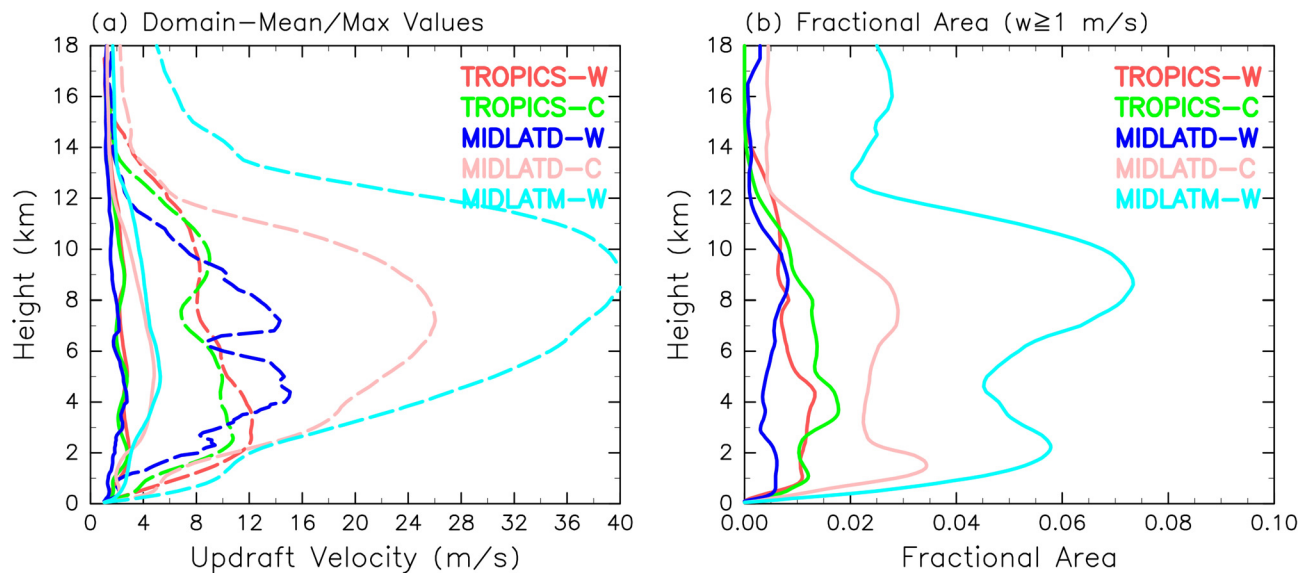 (a) Domain-Mean/Max Values
18
16
14
12
10
8
6
4
2
0
Height (km)
TROPICS-W
TROPICS-C
MIDLATD-W
MIDLATD-C
MIDLATM-W
0 4 8 12 16 20 24 28 32 36 40
Updraft Velocity (m/s)
(b) Fractional Area (w≧1 m/s)
18
16
14
12
10
8
6
4
2
0
Height (km)
TROPICS-W
TROPICS-C
MIDLATD-W
MIDLATD-C
MIDLATM-W
0.00 0.02 0.04 0.06 0.08 0.10
Fractional Area